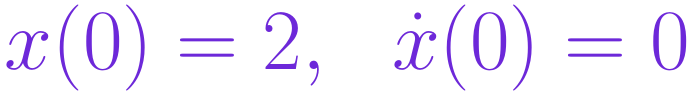 x(0) = 2, ẋ(0) = 0